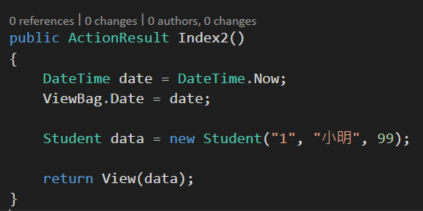 0 references | 0 changes | 0 authors, 0 changes
public ActionResult Index2()
{
    DateTime date = DateTime.Now;
    ViewBag.Date = date;
    Student data = new Student("1", "小明", 99);
    return View(data);
}